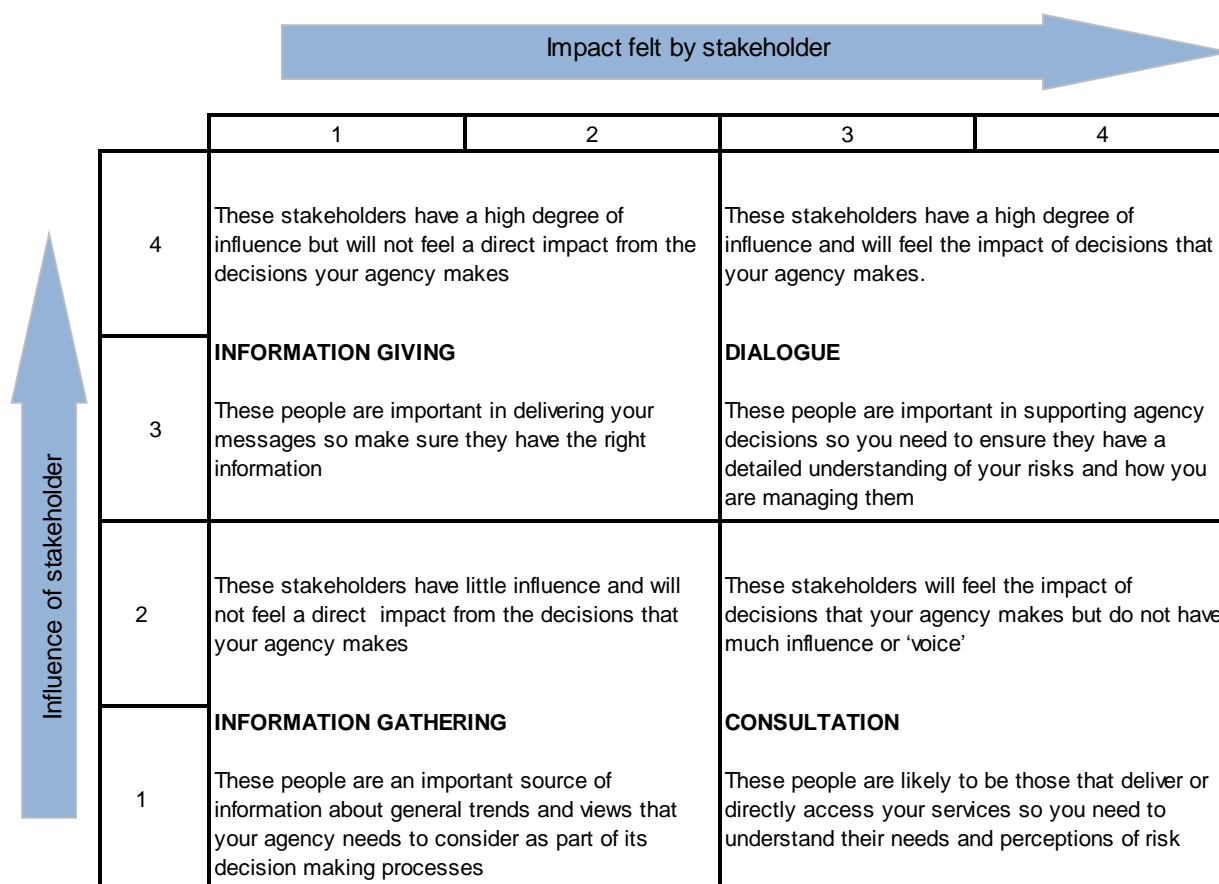 Impact felt by stakeholder
1
2
3
4
4
These stakeholders have a high degree of
influence but will not feel a direct impact from the
decisions your agency makes
These stakeholders have a high degree of
influence and will feel the impact of decisions that
your agency makes.
3
INFORMATION GIVING
These people are important in delivering your
messages so make sure they have the right
information
DIALOGUE
These people are important in supporting agency
decisions so you need to ensure they have a
detailed understanding of your risks and how you
are managing them
Influence of stakeholder
2
These stakeholders have little influence and will
not feel a direct impact from the decisions that
your agency makes
These stakeholders will feel the impact of
decisions that your agency makes but do not have
much influence or ‘voice’
1
INFORMATION GATHERING
These people are an important source of
information about general trends and views that
your agency needs to consider as part of its
decision making processes
CONSULTATION
These people are likely to be those that deliver or
directly access your services so you need to
understand their needs and perceptions of risk